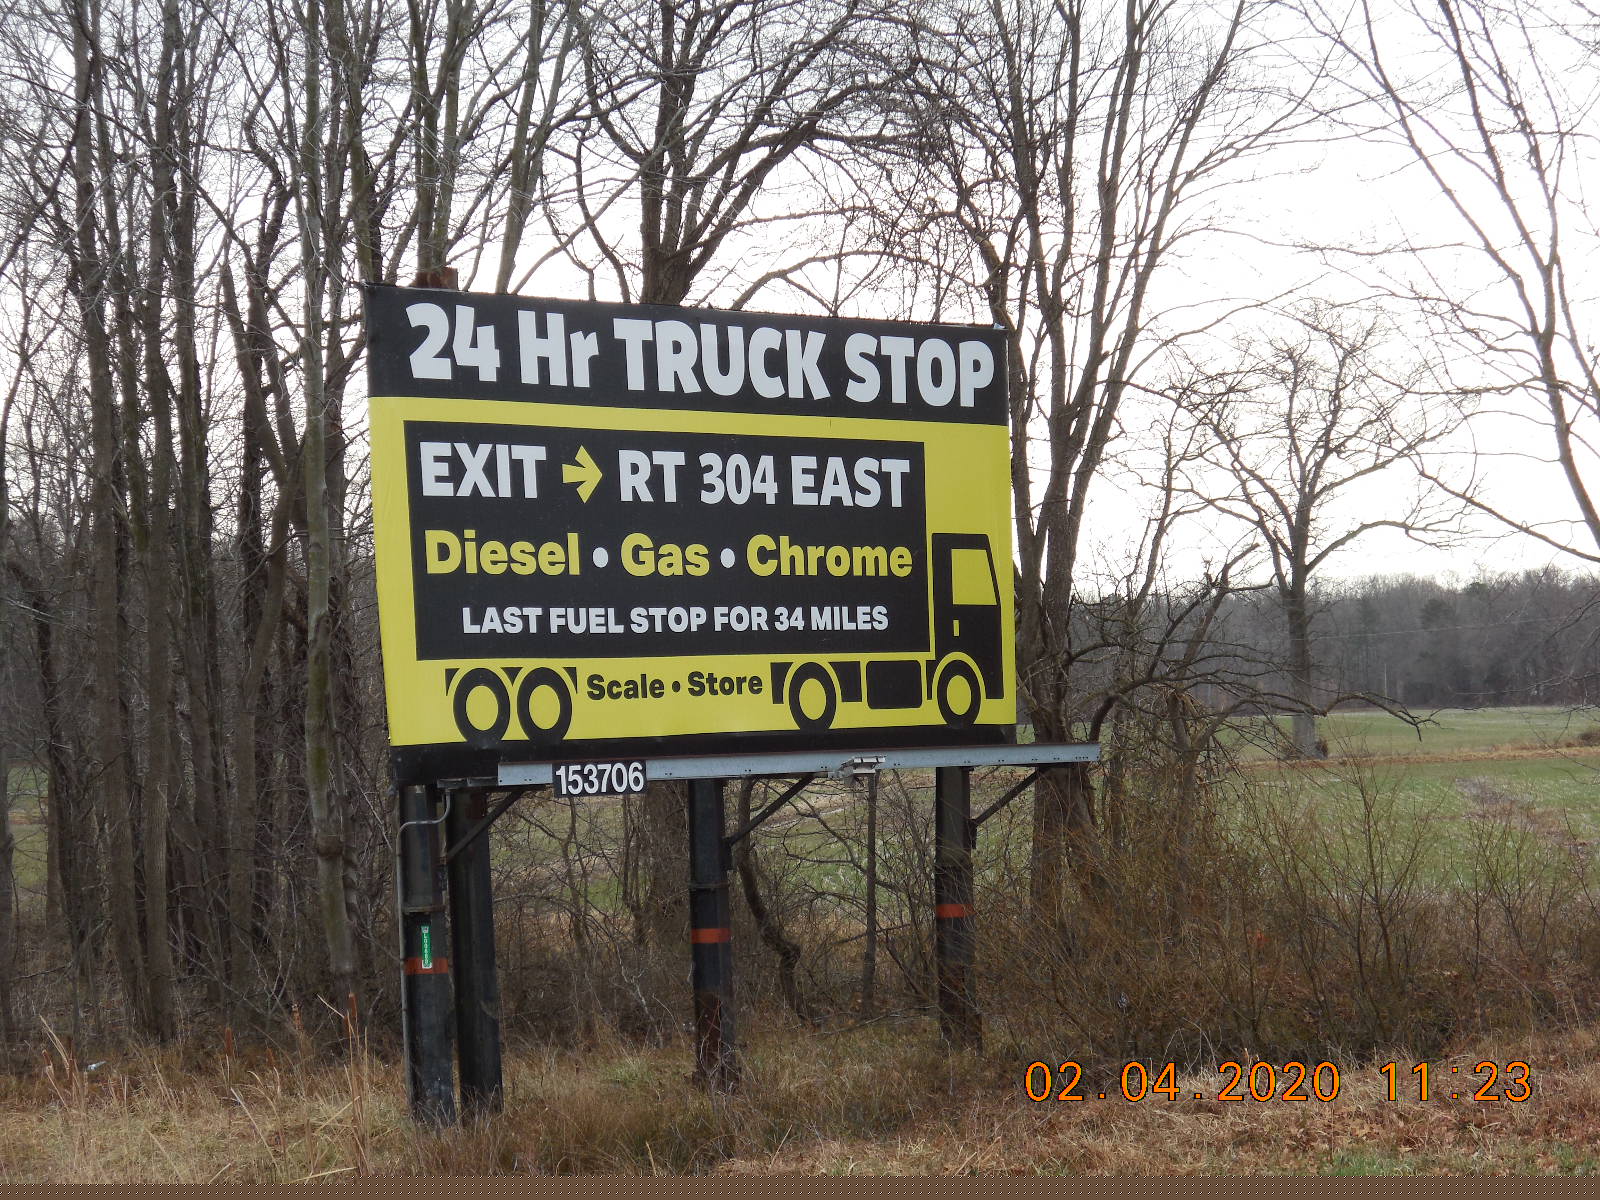 24 Hr TRUCK STOP
EXIT → RT 304 EAST
Diesel • Gas • Chrome
LAST FUEL STOP FOR 34 MILES
Scale • Store
153706
02.04.2020 11:23